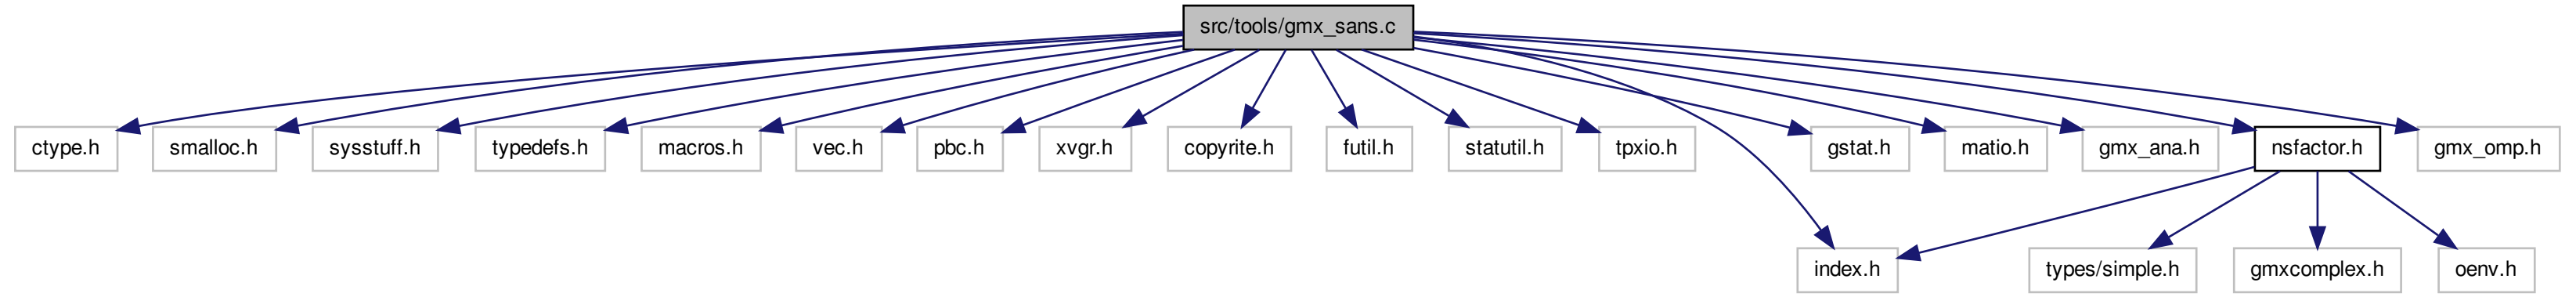 src/tools/gmx_sans.c
ctype.h
smalloc.h
sysstuff.h
typedefs.h
macros.h
vec.h
pbc.h
xvgr.h
copyrite.h
futil.h
statutil.h
tpxio.h
gstat.h
matio.h
gmx_ana.h
nsfactor.h
gmx_omp.h
index.h
types/simple.h
gmxcomplex.h
oenv.h